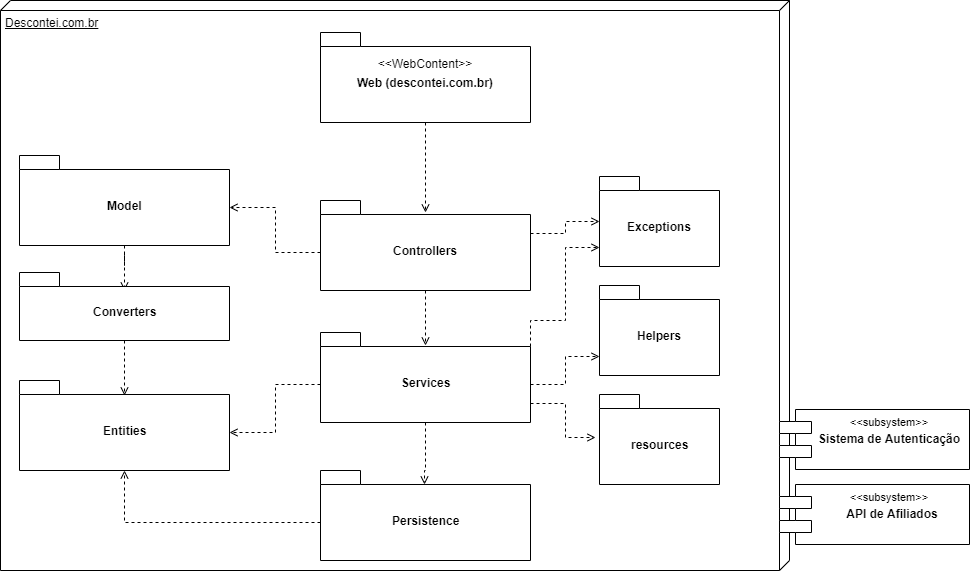 Descontei.com.br
<<WebContent>>
Web (descontei.com.br)
Model
Controllers
Exceptions
Converters
Helpers
Services
Entities
resources
Persistence
<<subsystem>>
Sistema de Autenticação
<<subsystem>>
API de Afiliados